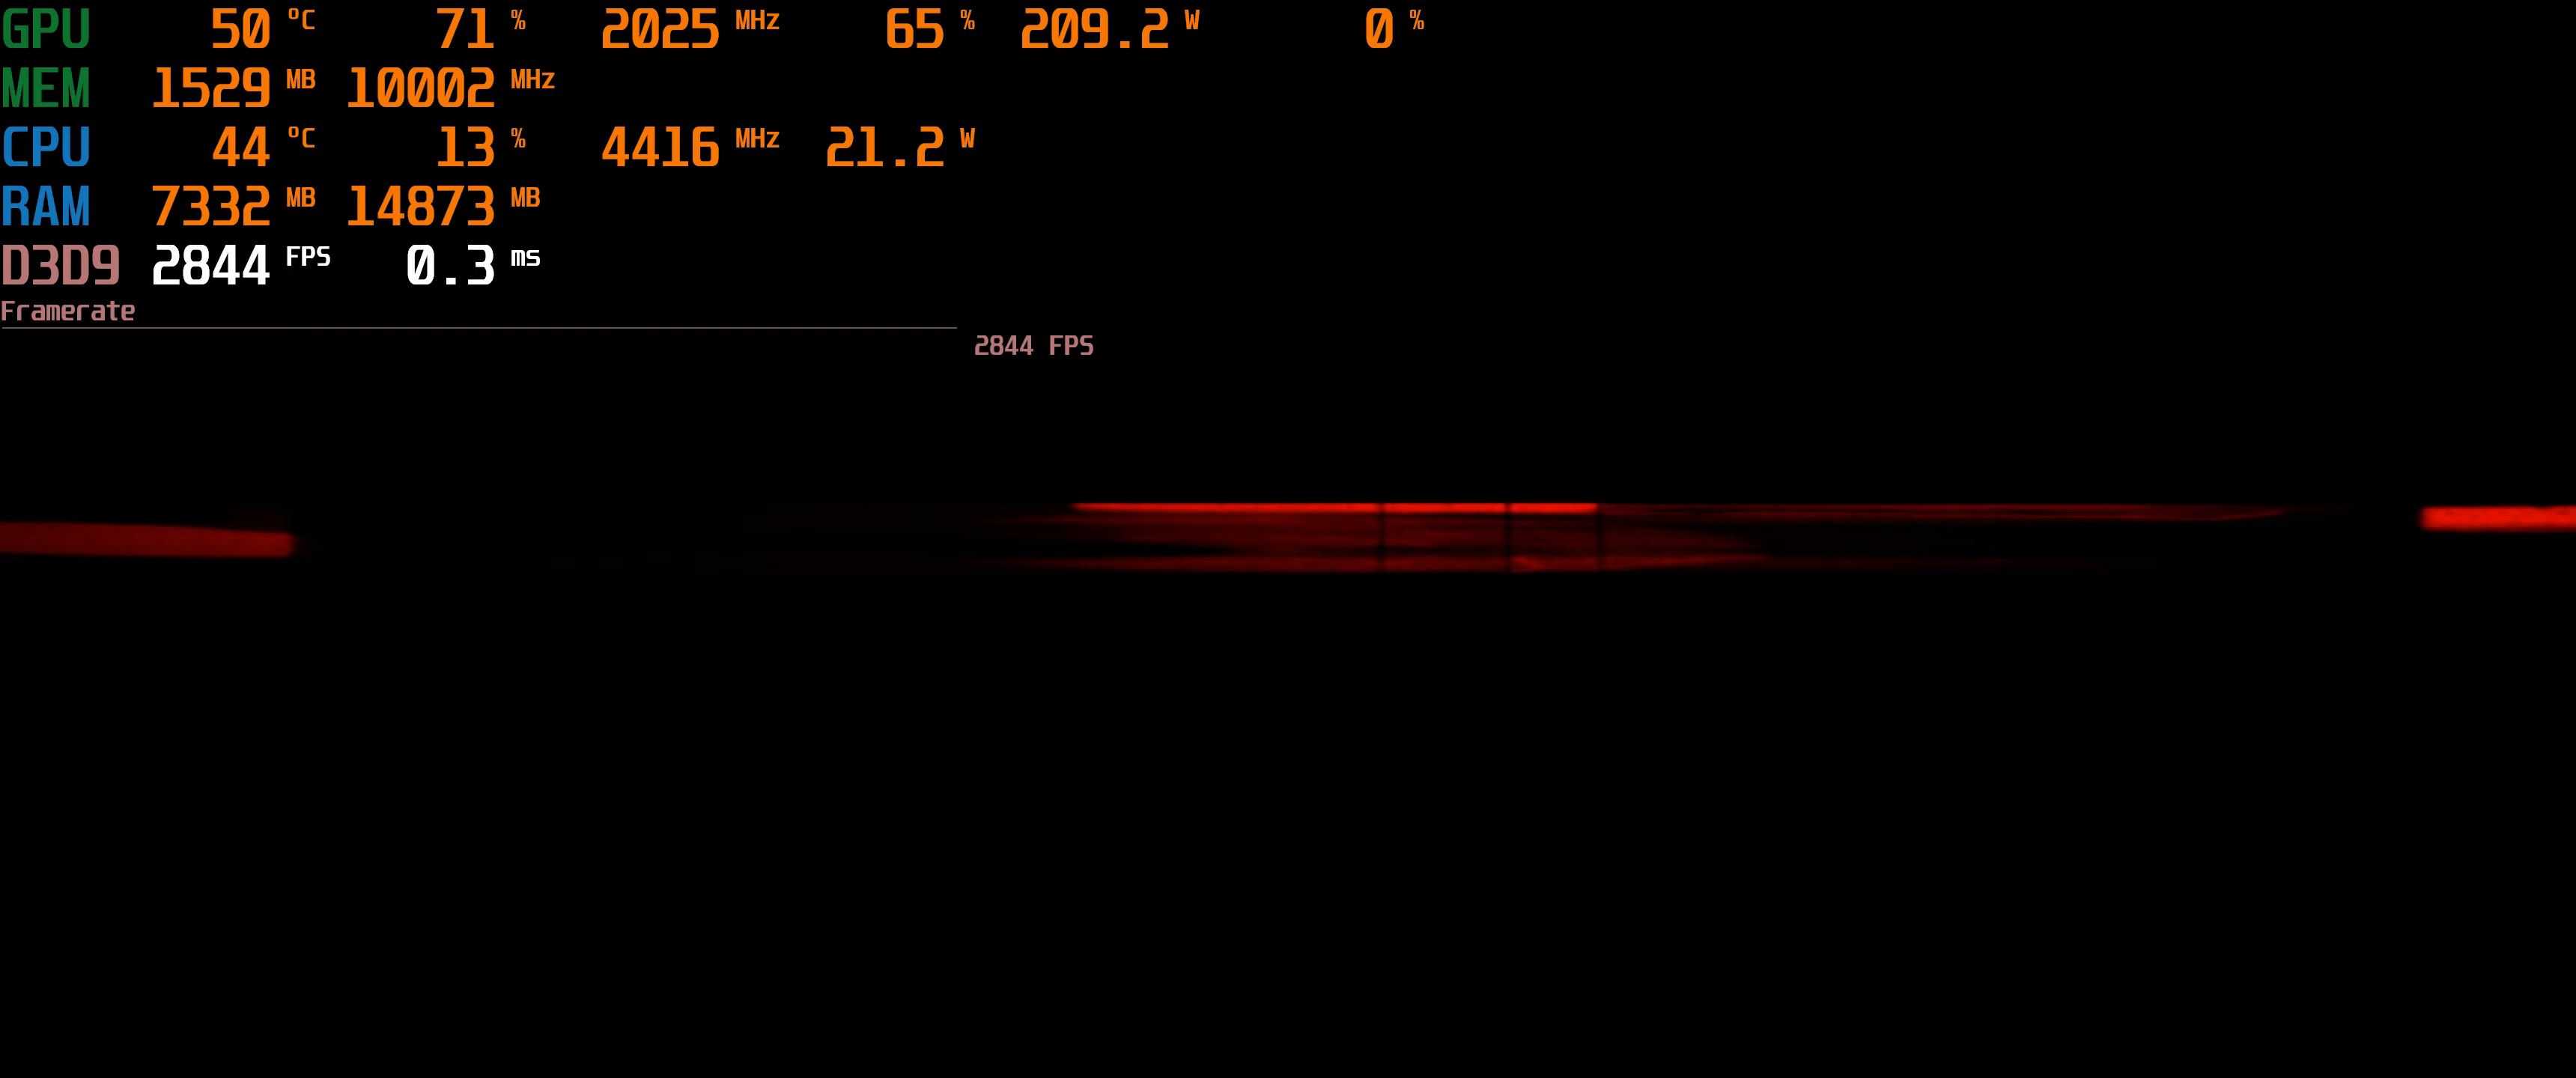 GPU 50 °C 71 % 2025 MHz 65 % 209.2 W 0 %
MEM 1529 MB 10002 MHz
CPU 44 °C 13 % 4416 MHz 21.2 W
RAM 7332 MB 14873 MB
D3D9 2844 FPS 0.3 ms
Framerate
2844 FPS